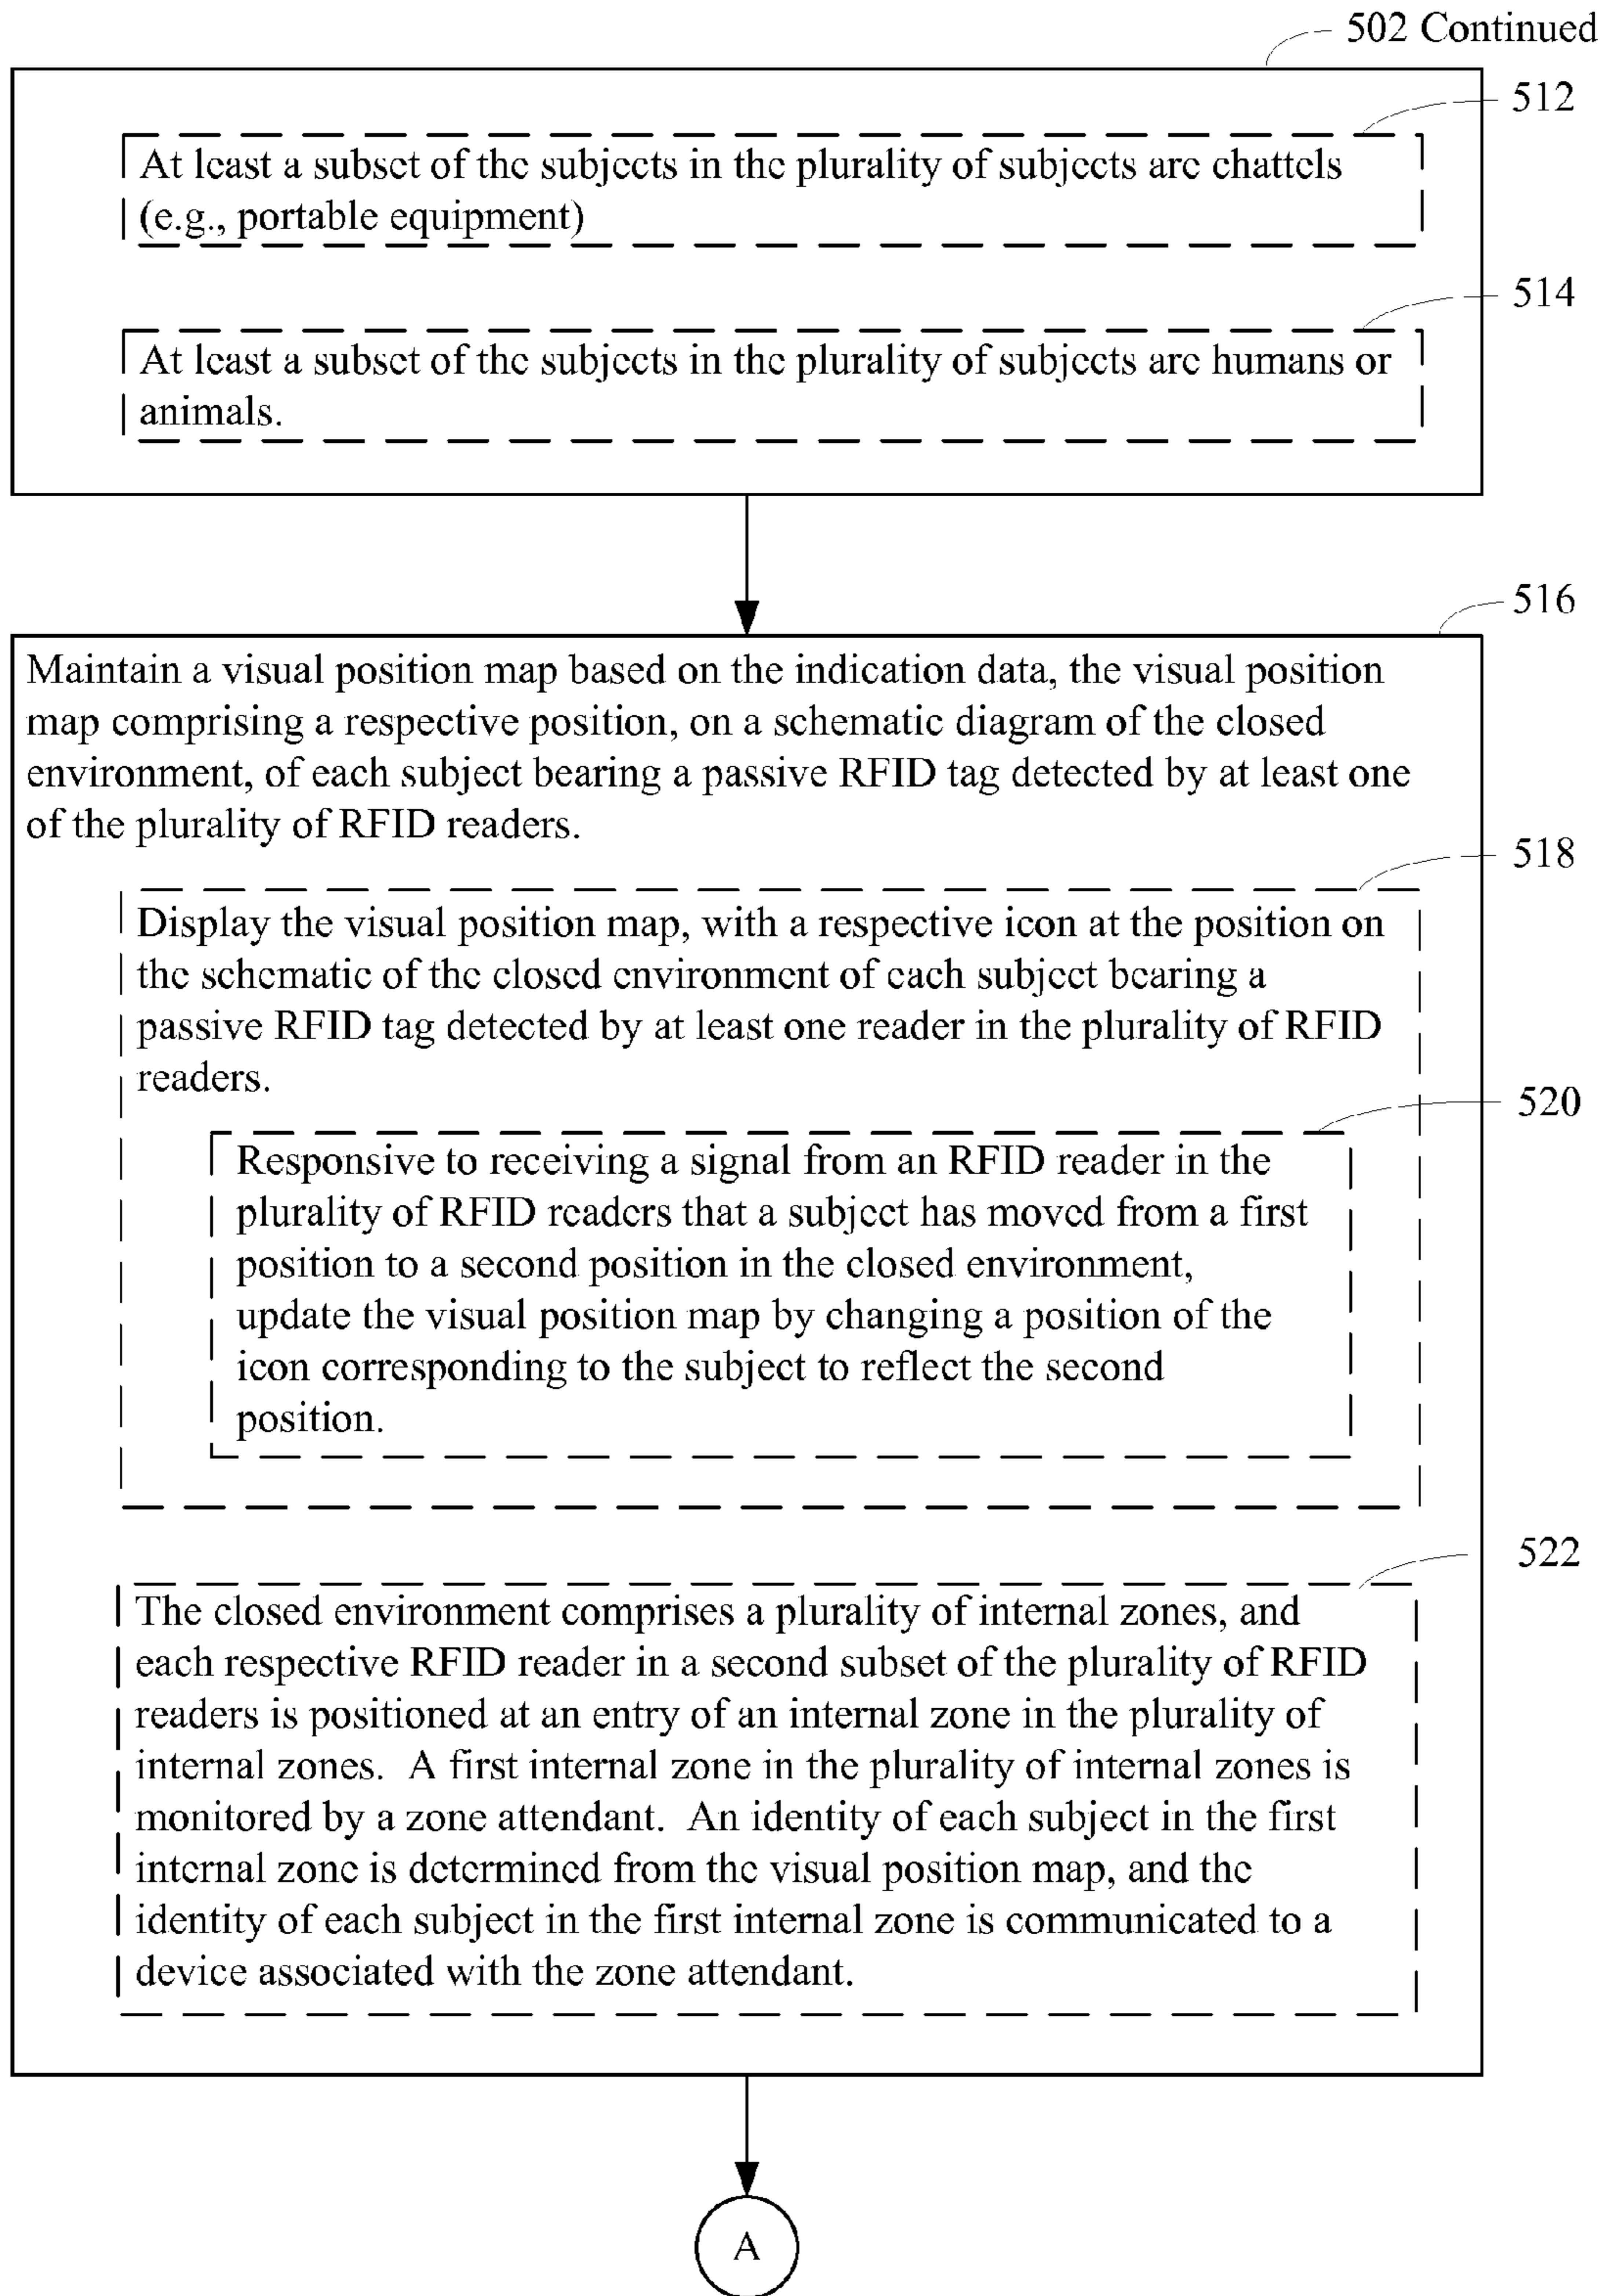 502 Continued
512
At least a subset of the subjects in the plurality of subjects are chattels
(e.g., portable equipment)
514
At least a subset of the subjects in the plurality of subjects are humans or
animals.
516
Maintain a visual position map based on the indication data, the visual position
map comprising a respective position, on a schematic diagram of the closed
environment, of each subject bearing a passive RFID tag detected by at least one
of the plurality of RFID readers.
518
Display the visual position map, with a respective icon at the position on
the schematic of the closed environment of each subject bearing a
passive RFID tag detected by at least one reader in the plurality of RFID
readers.
520
Responsive to receiving a signal from an RFID reader in the
plurality of RFID readers that a subject has moved from a first
position to a second position in the closed environment,
update the visual position map by changing a position of the
icon corresponding to the subject to reflect the second
position.
522
The closed environment comprises a plurality of internal zones, and
each respective RFID reader in a second subset of the plurality of RFID
readers is positioned at an entry of an internal zone in the plurality of
internal zones.  A first internal zone in the plurality of internal zones is
monitored by a zone attendant.  An identity of each subject in the first
internal zone is determined from the visual position map, and the
identity of each subject in the first internal zone is communicated to a
device associated with the zone attendant.
A